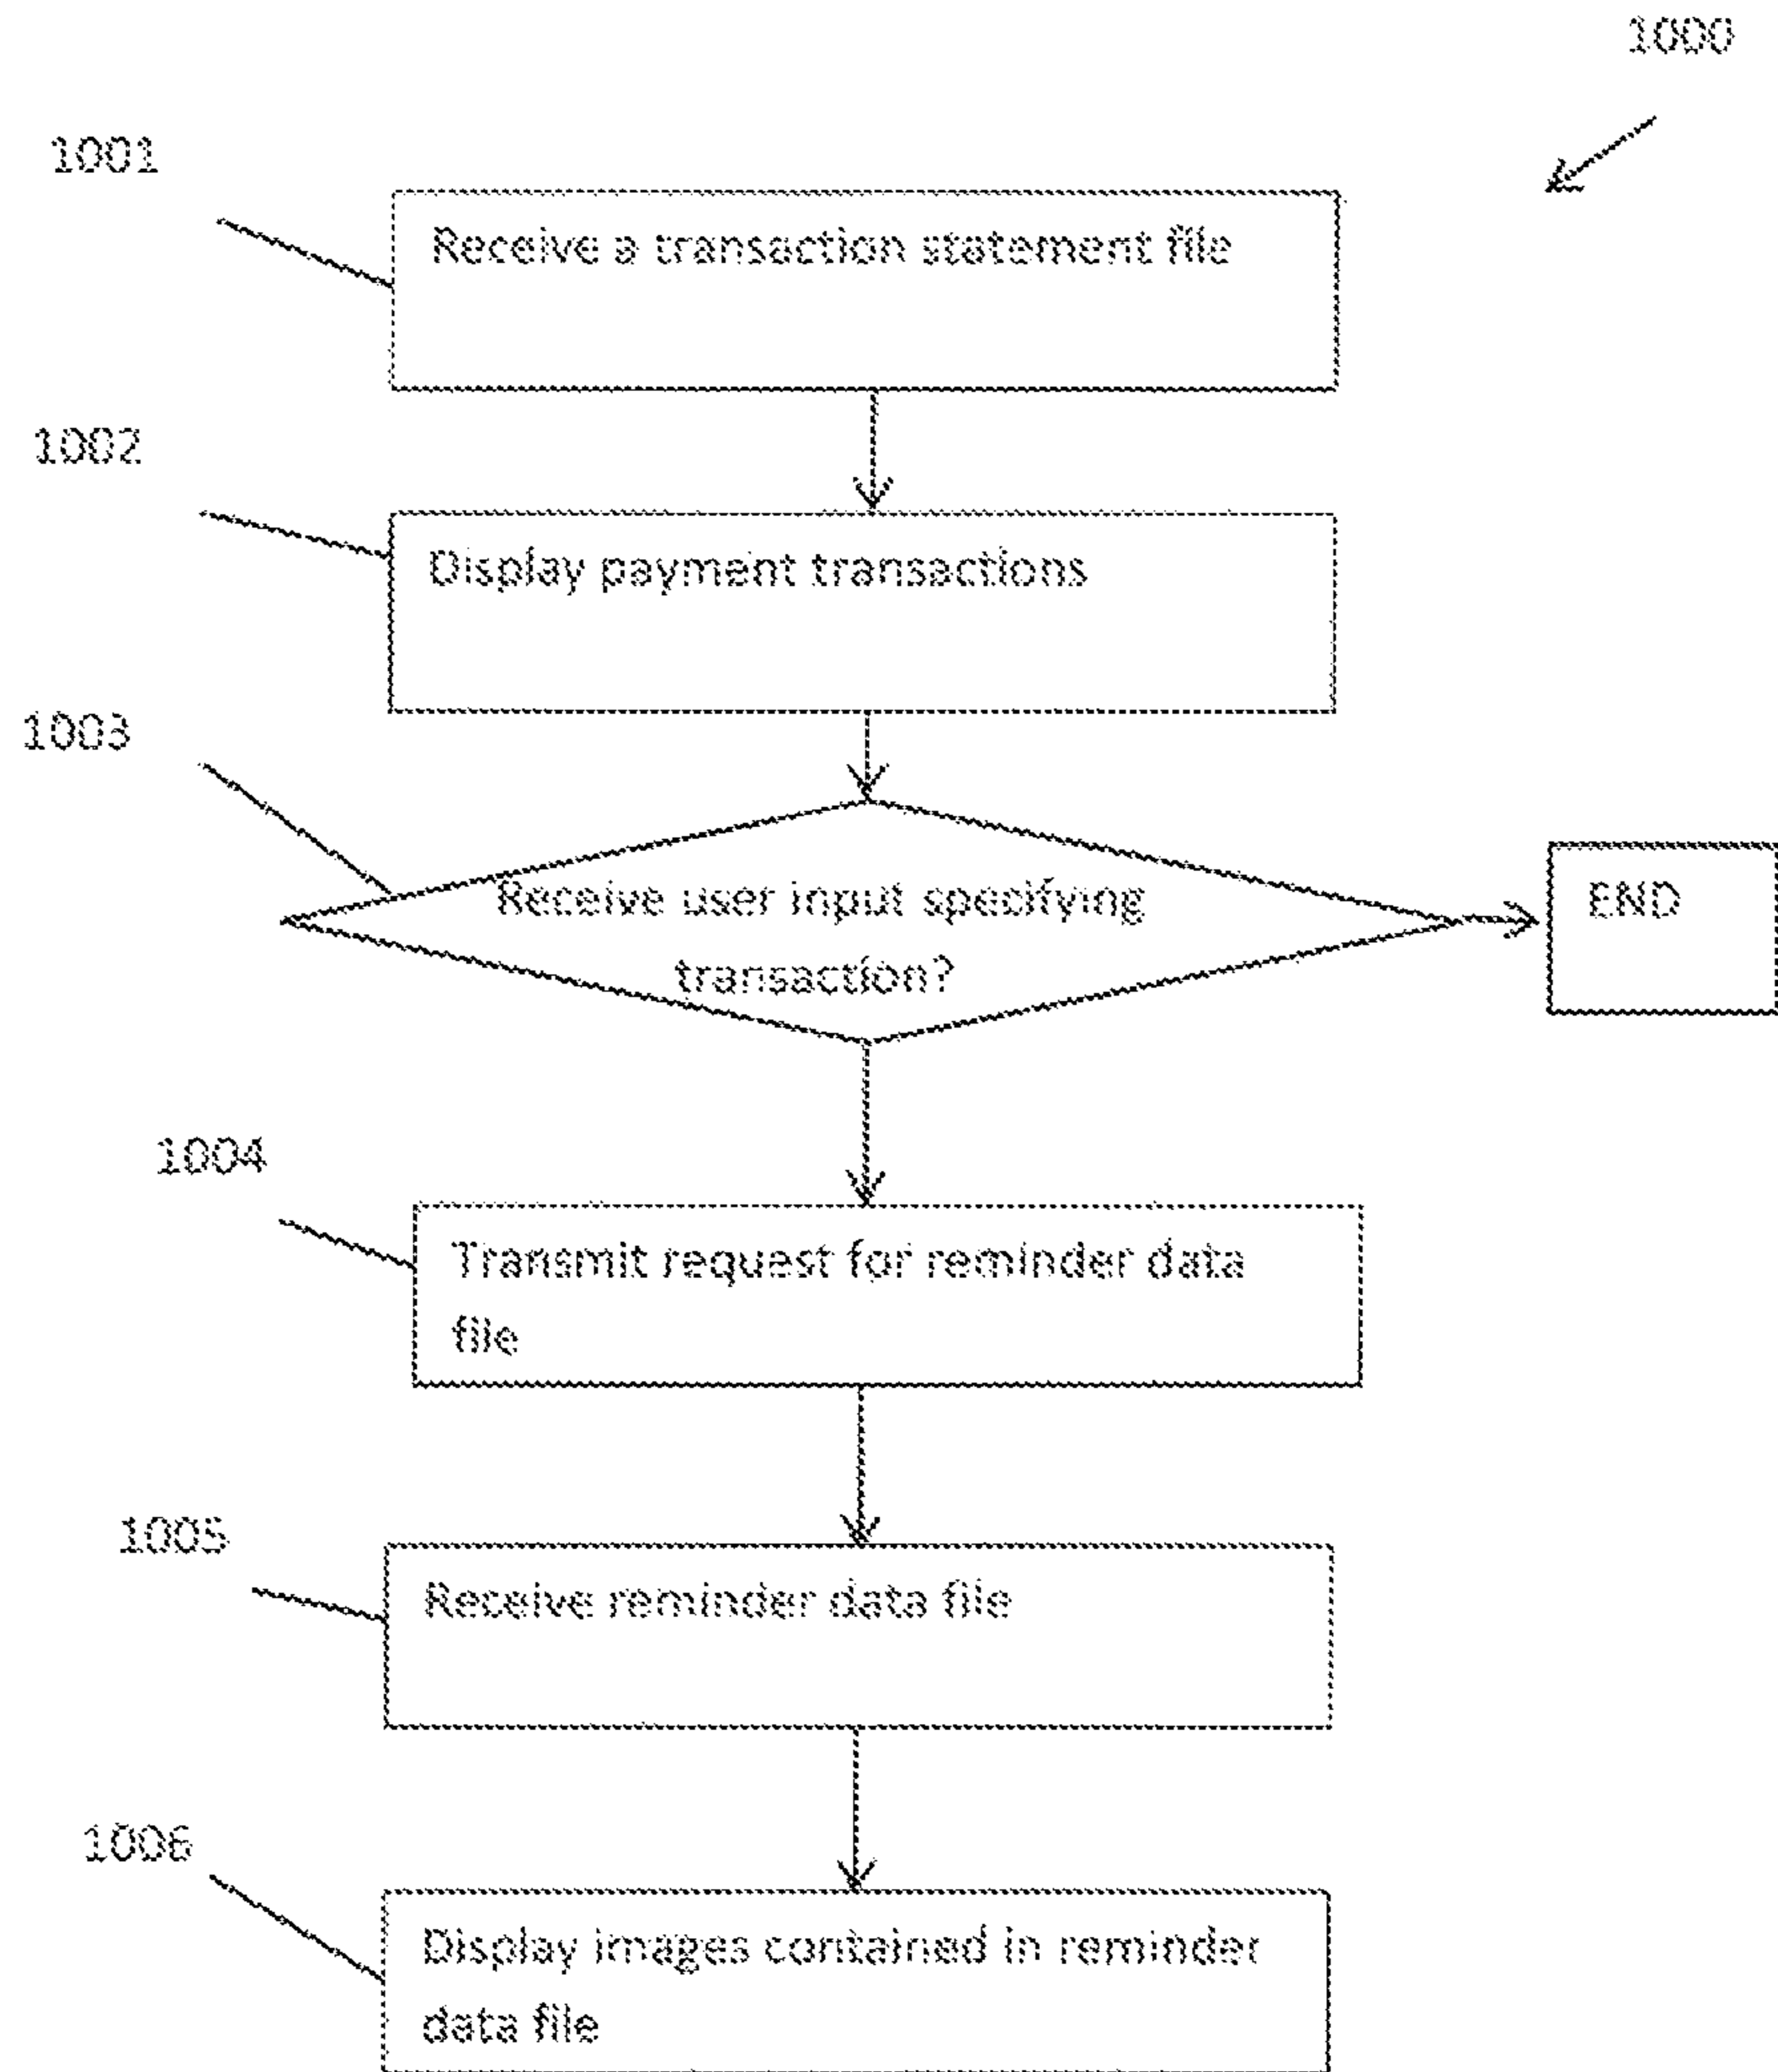 1000
1001
Receive a transaction statement file
1002
Display payment transactions
1003
Receive user input specifying
transaction?
END
1004
Transmit request for reminder data
file
1005
Receive reminder data file
1006
Display images contained in reminder
data file